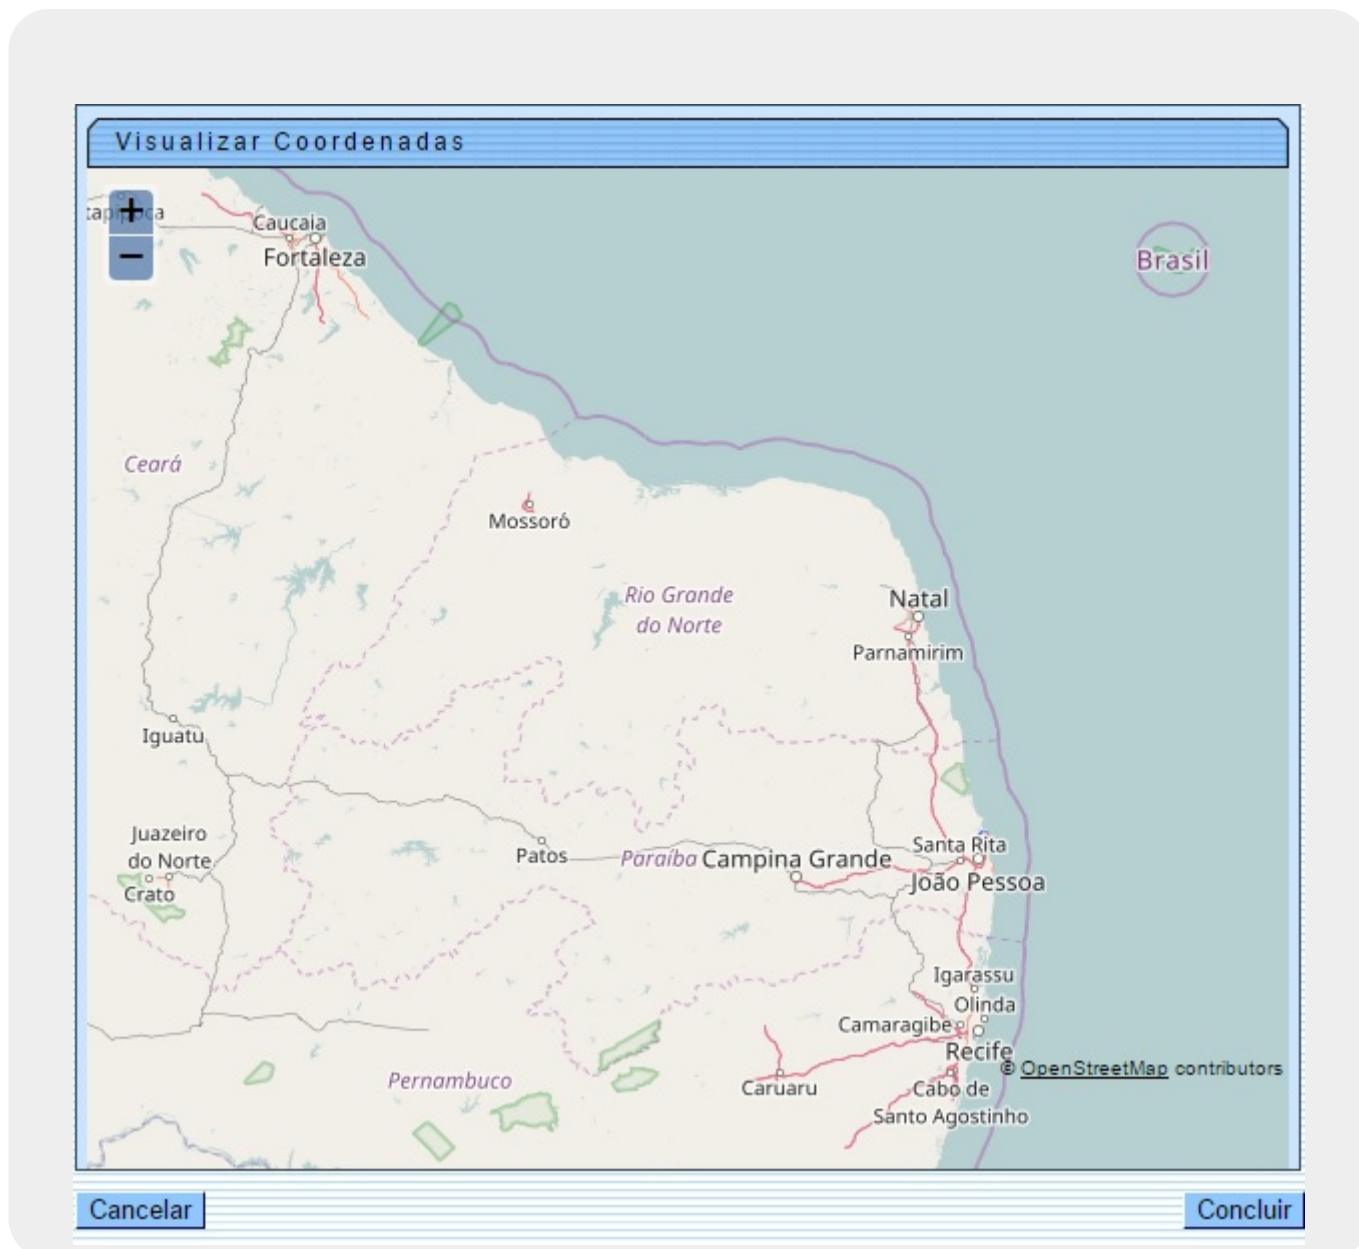 Visualizar Coordenadas
+
−
Caucaia
Fortaleza
Brasil
Ceará
Mossoró
Rio Grande
do Norte
Natal
Parnamirim
Iguatu
Juazeiro
do Norte
Crato
Patos
Paraíba
Campina Grande
Santa Rita
João Pessoa
Igarassu
Olinda
Camaragibe
Recife
© OpenStreetMap contributors
Pernambuco
Caruaru
Cabo de
Santo Agostinho
Cancelar
Concluir